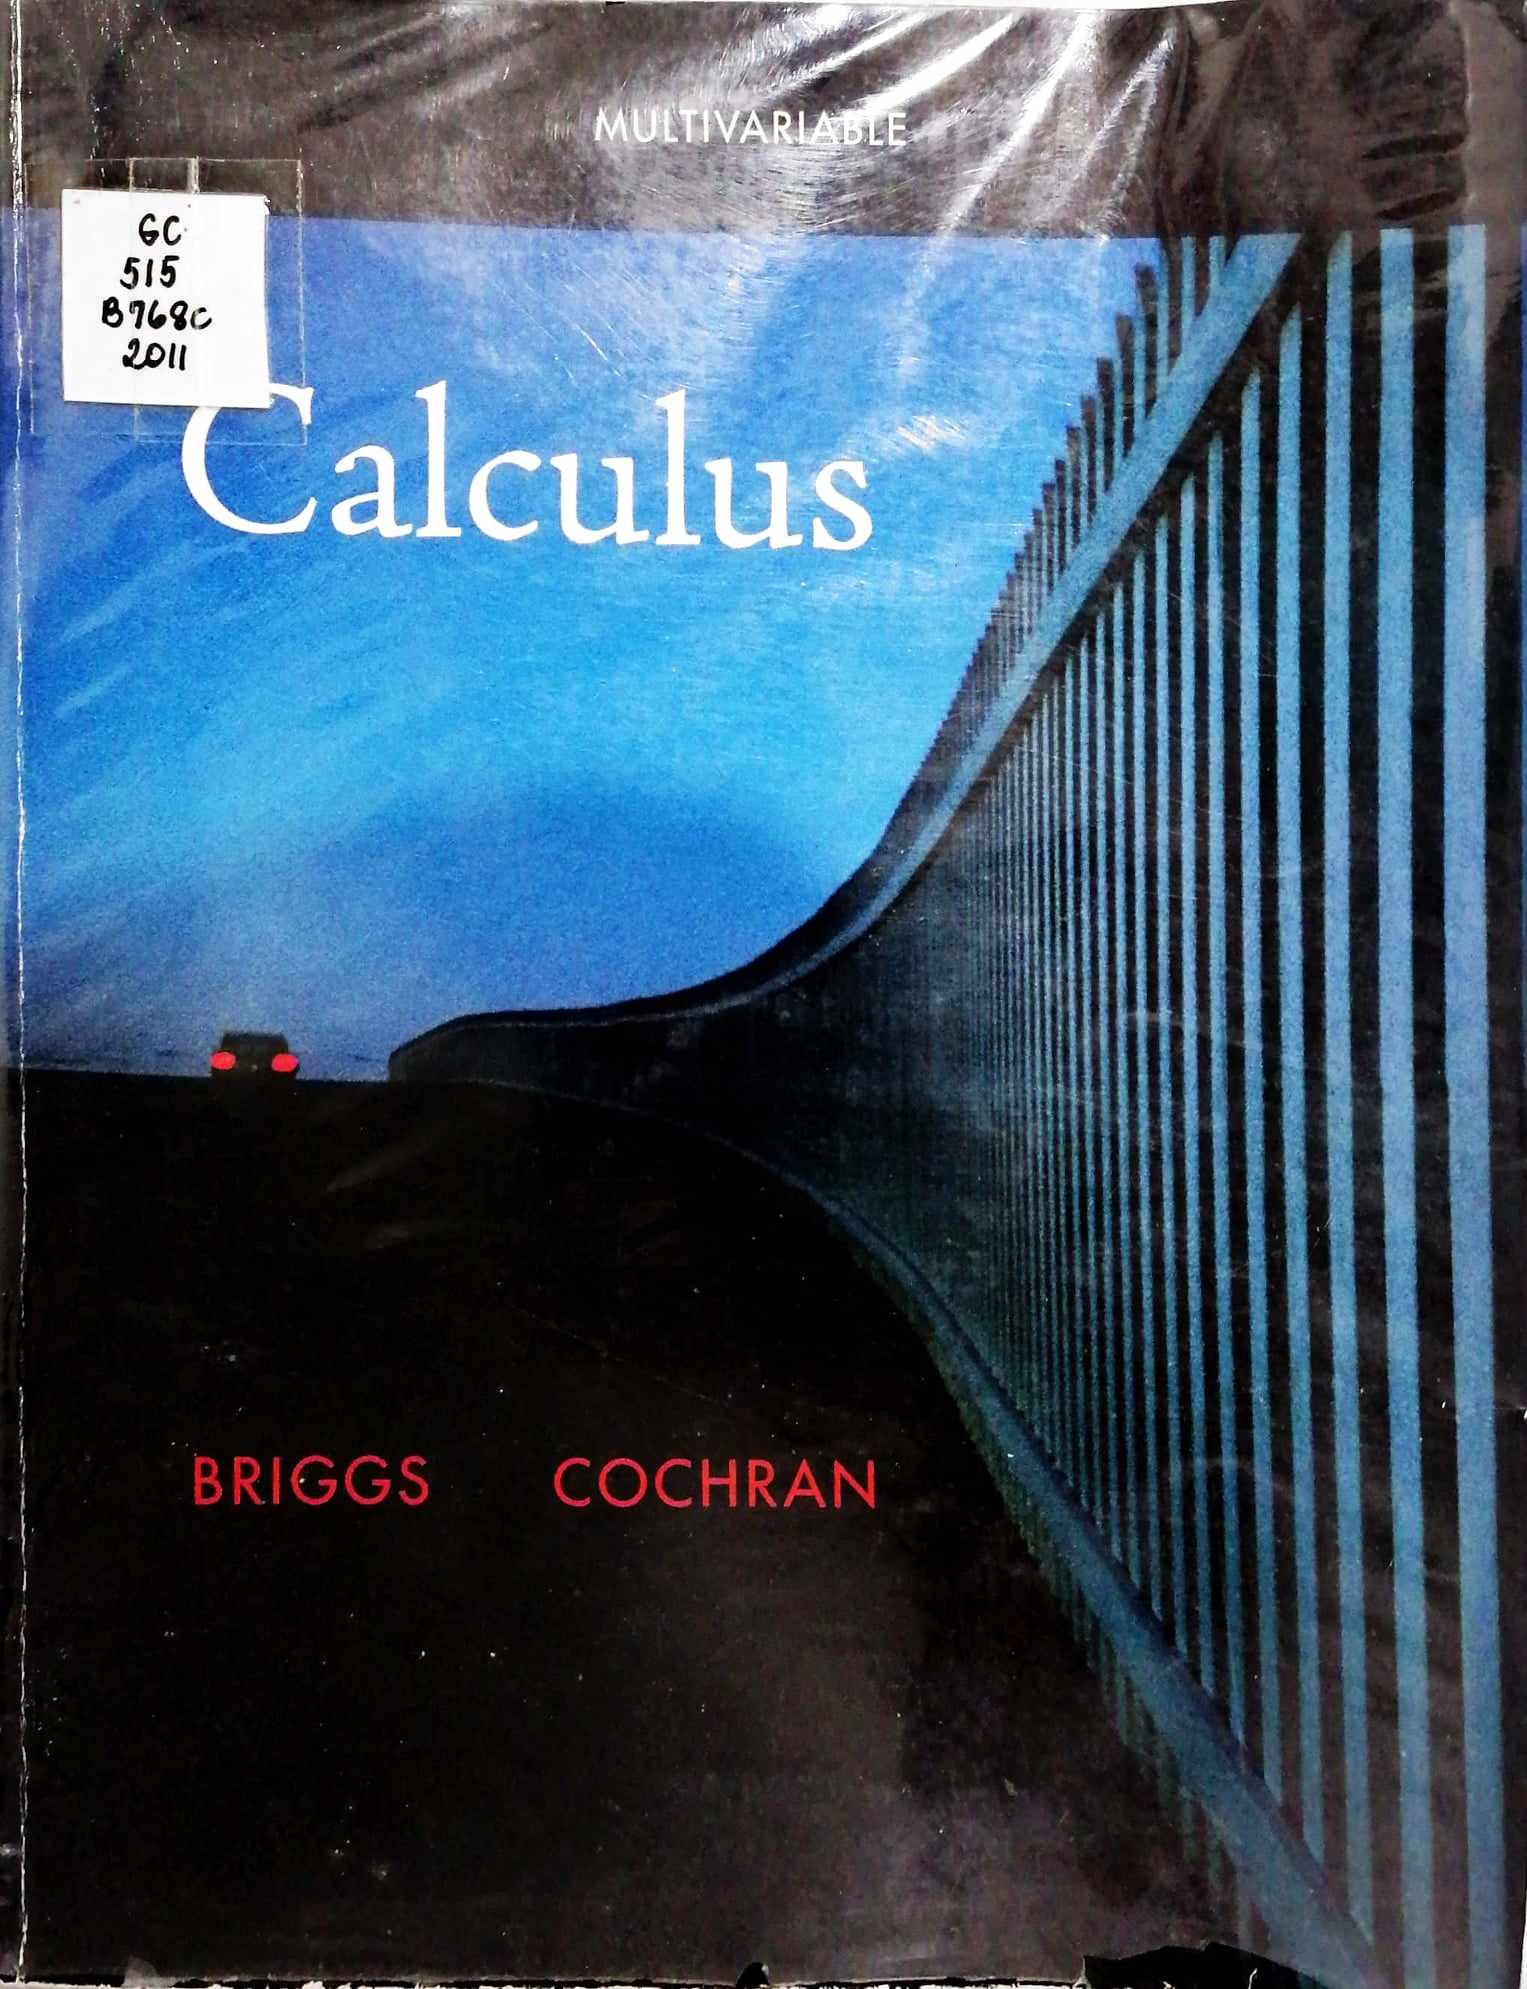 MULTIVARIABLE
GC
515
B768c
2011
Calculus
BRIGGS COCHRAN